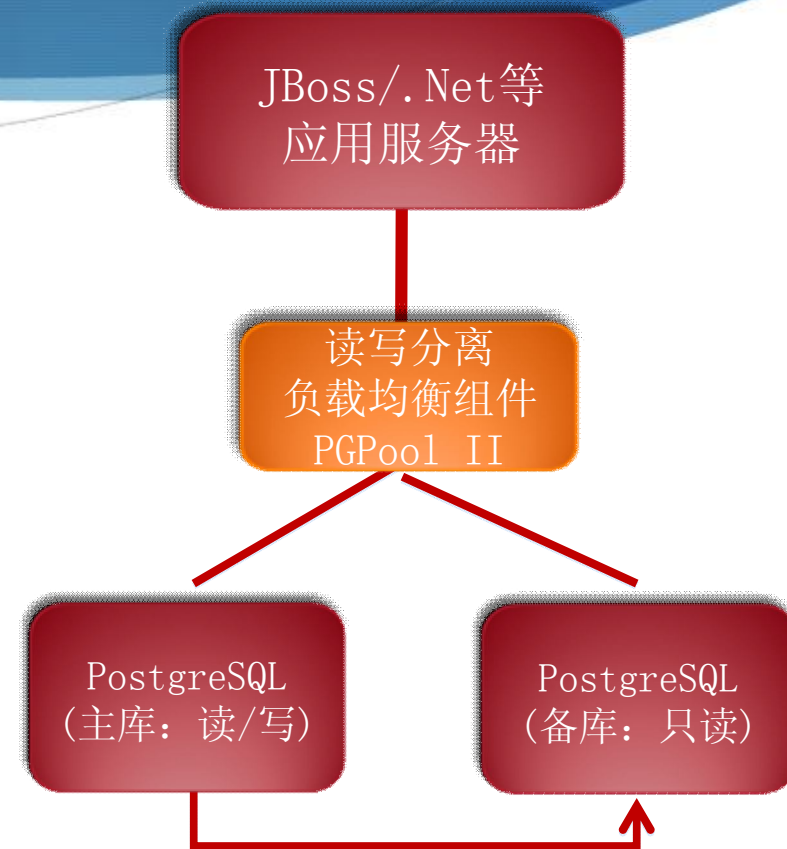 JBoss/.Net等
应用服务器
读写分离
负载均衡组件
PGPool II
PostgreSQL
(主库：读/写)
PostgreSQL
(备库：只读)